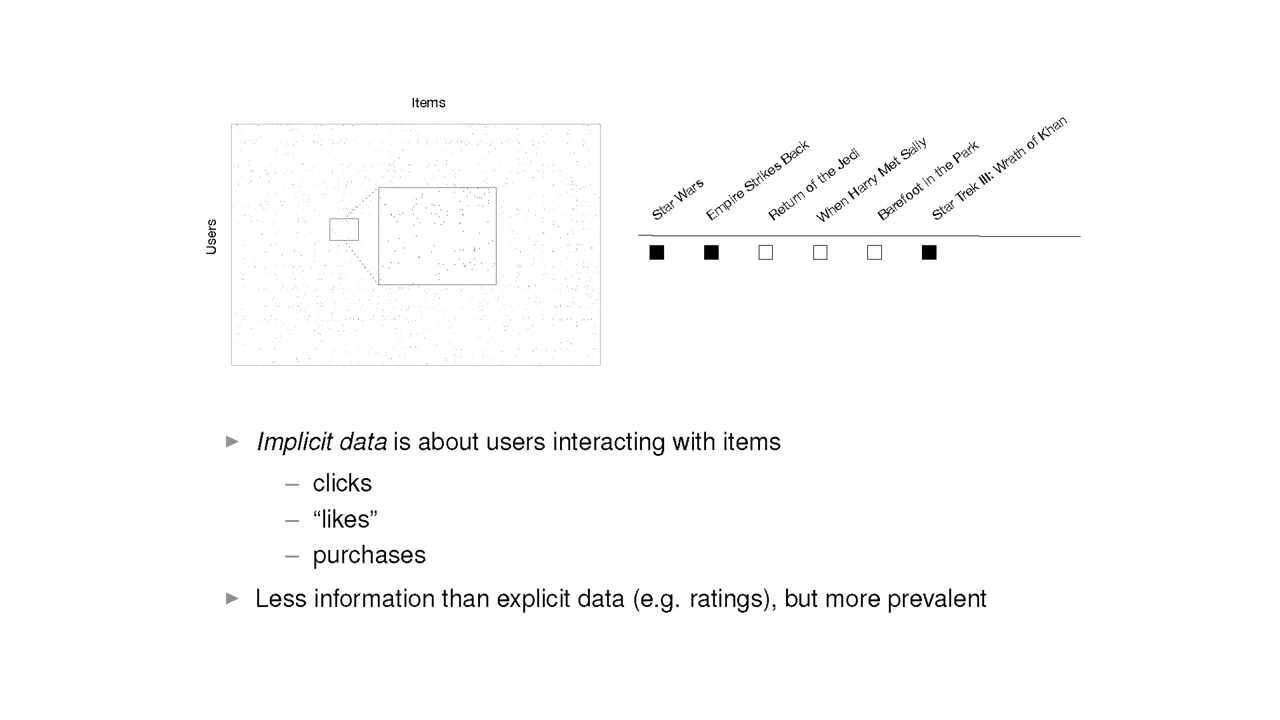 Items
Users
Star Wars
Empire Strikes Back
Return of the Jedi
When Harry Met Sally
Barefoot in the Park
Star Trek III: Wrath of Khan
Implicit data is about users interacting with items
– clicks
– “likes”
– purchases
Less information than explicit data (e.g. ratings), but more prevalent